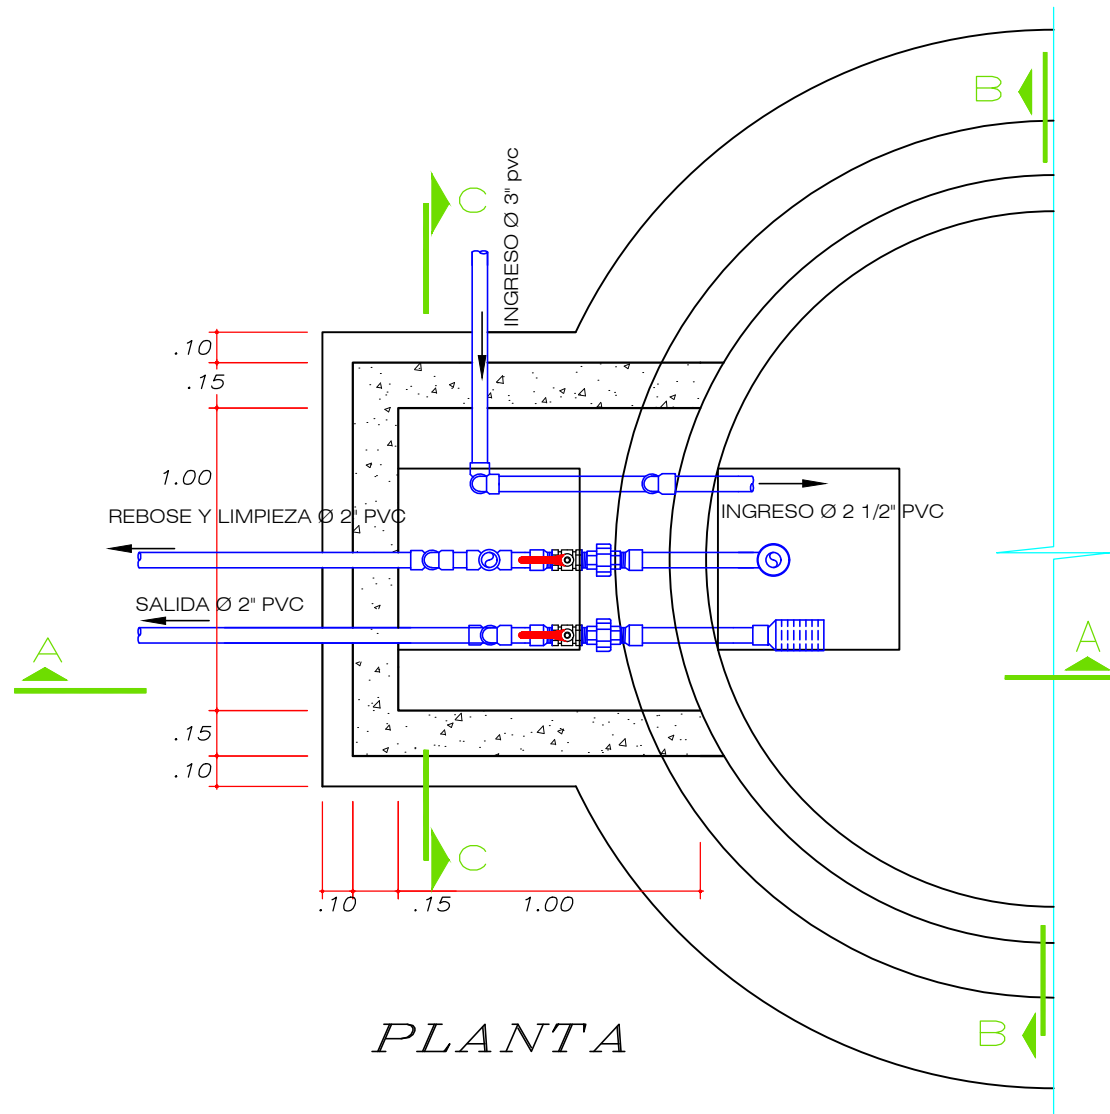 B
C
INGRESO Ø 3" pvc
.10
.15
1.00
REBOSE Y LIMPIEZA Ø 2" PVC
INGRESO Ø 2 1/2" PVC
SALIDA Ø 2" PVC
A
A
.15
.10
C
.10
.15
1.00
B
PLANTA